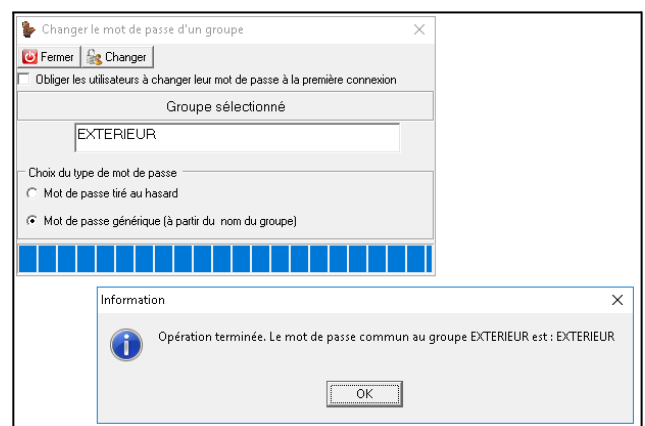 Changer le mot de passe d'un groupe
Fermer Changer
Obliger les utilisateurs à changer leur mot de passe à la première connexion
Groupe sélectionné
EXTERIEUR
Choix du type de mot de passe
Mot de passe tiré au hasard
Mot de passe générique (à partir du nom du groupe)
Information
Opération terminée. Le mot de passe commun au groupe EXTERIEUR est : EXTERIEUR
OK